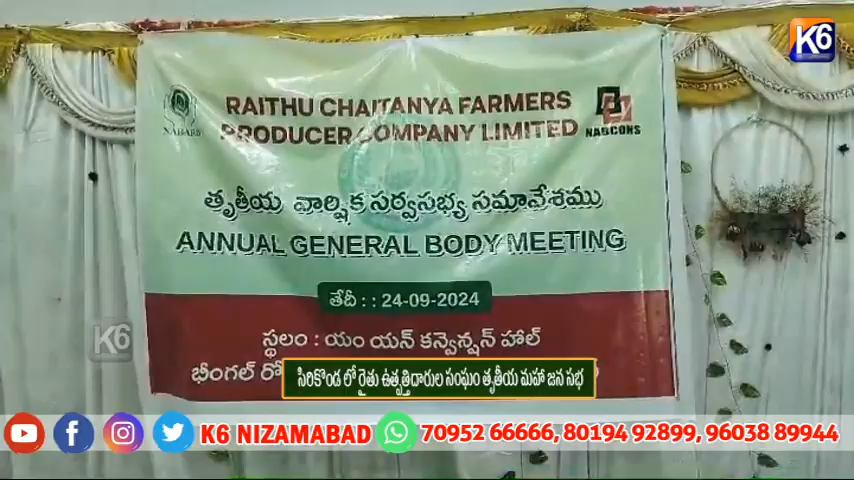 K6
RAITHU CHAITANYA FARMERS
PRODUCER COMPANY LIMITED
NABARD
NABCONS
తృతీయ వార్షిక సర్వసభ్య సమావేశము
ANNUAL GENERAL BODY MEETING
తేదీ : : 24-09-2024
స్థలం : యం యన్ కన్వెన్షన్ హాల్
భీంగల్
K6
సిరికొండ లో రైతు ఉత్పత్తిదారుల సంఘం తృతీయ మహా జన సభ
K6 NIZAMABAD 70952 66666, 80194 92899, 96038 89944